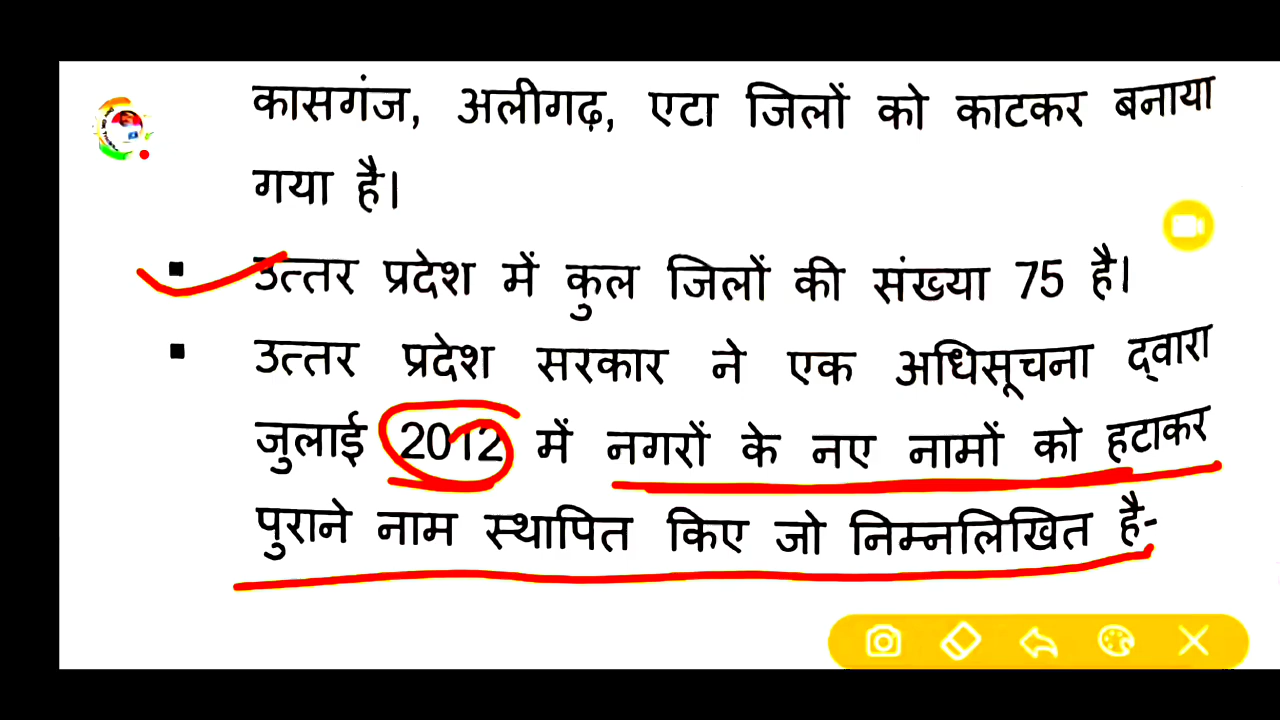 कासगंज, अलीगढ़, एटा जिलों को काटकर बनाया
गया है।
▪ उत्तर प्रदेश में कुल जिलों की संख्या 75 है।
▪ उत्तर प्रदेश सरकार ने एक अधिसूचना द्वारा
जुलाई 2012 में नगरों के नए नामों को हटाकर
पुराने नाम स्थापित किए जो निम्नलिखित है-